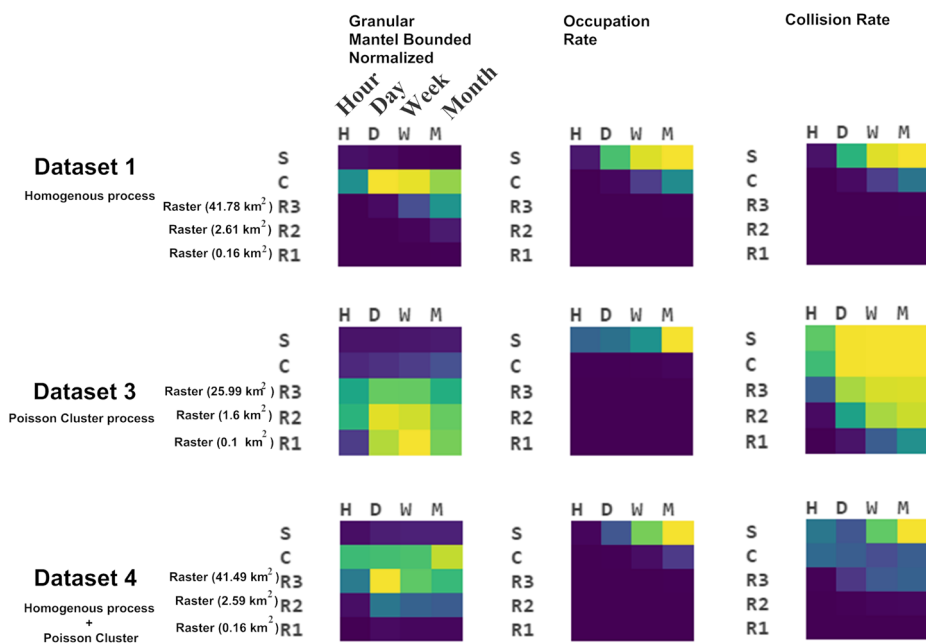 Granular
Mantel Bounded
Normalized
Occupation
Rate
Collision Rate
Hour
Day
Week
Month
H D W M
H D W M
H D W M
Dataset 1
Homogenous process
S
C
Raster (41.78 km²) R3
Raster (2.61 km²) R2
Raster (0.16 km²) R1
S
C
R3
R2
R1
S
C
R3
R2
R1
H D W M
H D W M
H D W M
Dataset 3
Poisson Cluster process
S
C
Raster (25.99 km²) R3
Raster (1.6 km²) R2
Raster (0.1 km²) R1
S
C
R3
R2
R1
S
C
R3
R2
R1
H D W M
H D W M
H D W M
Dataset 4
Homogenous process
+
Poisson Cluster
S
C
Raster (41.49 km²) R3
Raster (2.59 km²) R2
Raster (0.16 km²) R1
S
C
R3
R2
R1
S
C
R3
R2
R1